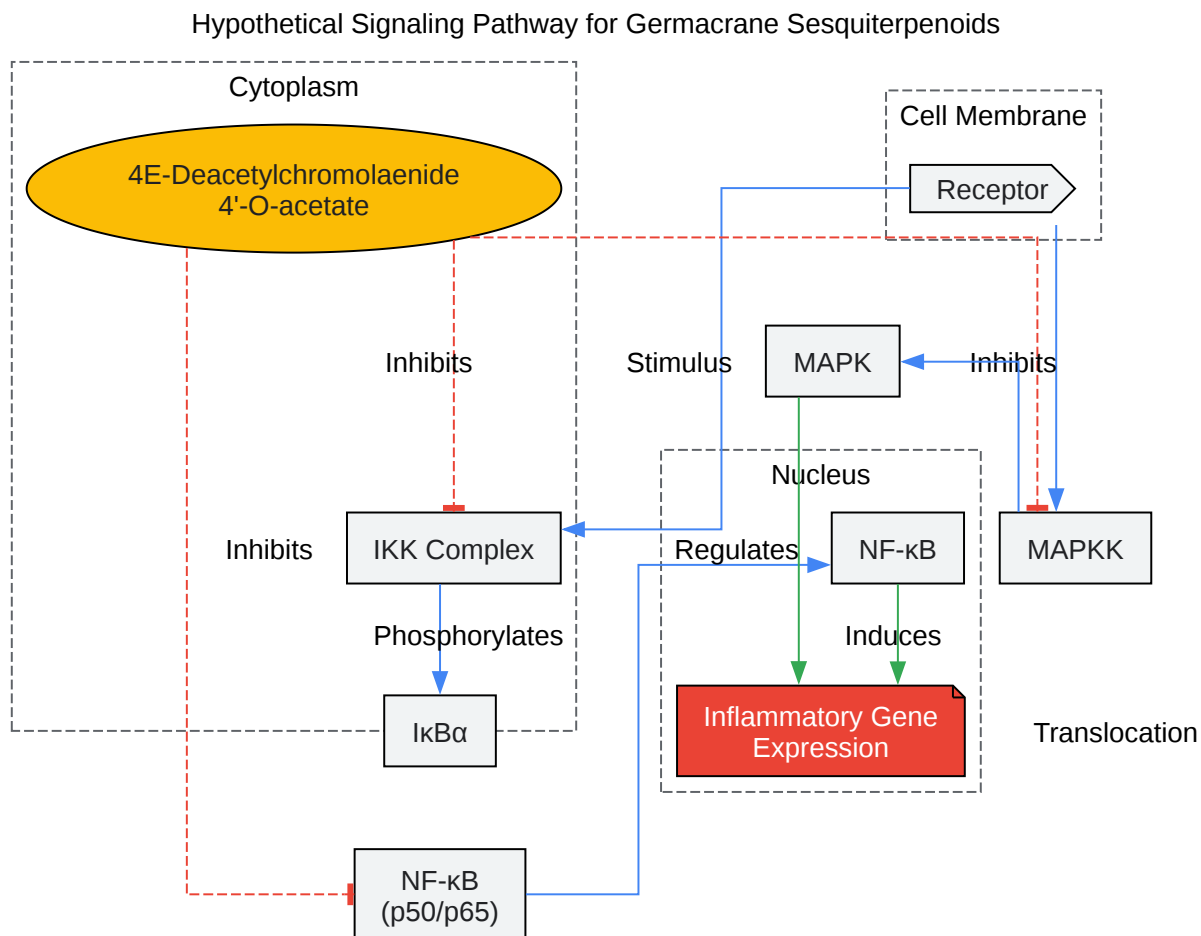 Hypothetical Signaling Pathway for Germacrane Sesquiterpenoids
Cytoplasm
Cell Membrane
4E-Deacetylchromolaenide
4'-O-acetate
Receptor
Inhibits
Stimulus
MAPK
Inhibits
Nucleus
Inhibits
IKK Complex
Regulates
NF-κB
MAPKK
Phosphorylates
Induces
IκBα
Inflammatory Gene
Expression
Translocation
NF-κB
(p50/p65)